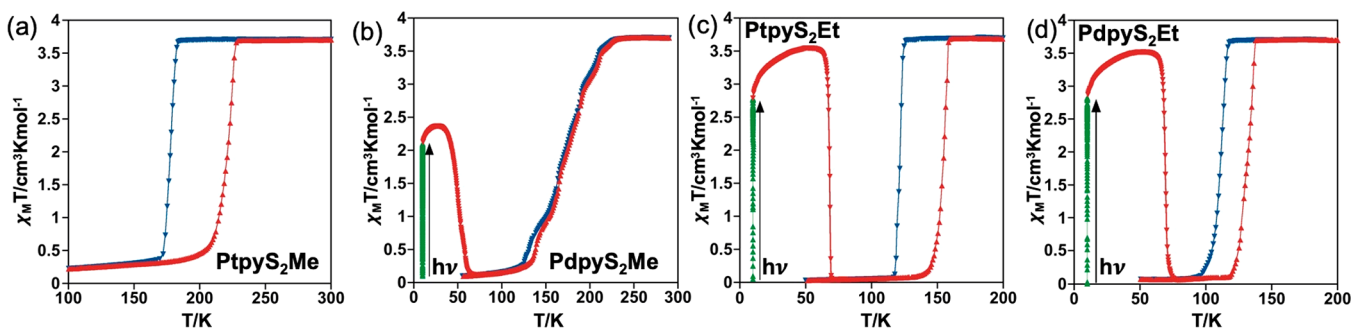 (a)
χMT/cm³Kmol⁻¹
4
3.5
3
2.5
2
1.5
1
0.5
0
100 150 200 250 300
T/K
PtpyS₂Me
(b)
χMT/cm³Kmol⁻¹
4
3.5
3
2.5
2
1.5
1
0.5
0
0 50 100 150 200 250
T/K
hν
PdpyS₂Me
(c)
PtpyS₂Et
χMT/cm³Kmol⁻¹
4
3.5
3
2.5
2
1.5
1
0.5
0
0 50 100 150 200
T/K
hν
(d)
PdpyS₂Et
χMT/cm³Kmol⁻¹
4
3.5
3
2.5
2
1.5
1
0.5
0
0 50 100 150 200
T/K
hν